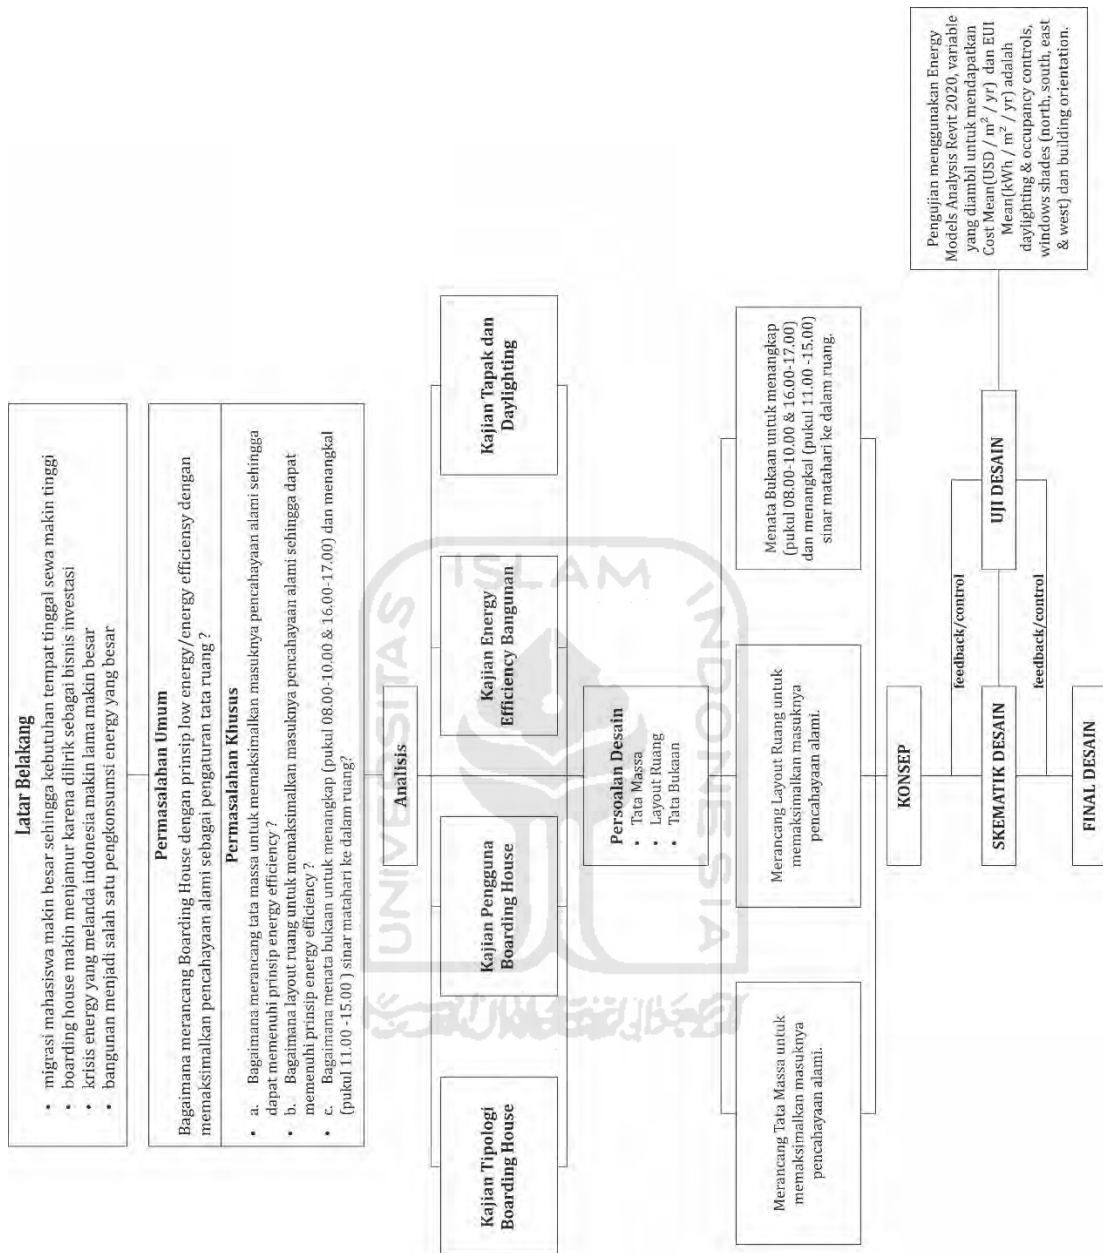 Latar Belakang
• migrasi mahasiswa makin besar sehingga kebutuhan tempat tinggal sewa makin tinggi
• boarding house makin menjamur karena dilirik sebagai bisnis investasi
• krisis energy yang melanda indonesia makin lama makin besar
• bangunan menjadi salah satu pengkonsumsi energy yang besar
Permasalahan Umum
Bagaimana merancang Boarding House dengan prinsip low energy/energy efficiensy dengan
memaksimalkan pencahayaan alami sebagai pengaturan tata ruang ?
Permasalahan Khusus
• a. Bagaimana merancang tata massa untuk memaksimalkan masuknya pencahayaan alami sehingga
dapat memenuhi prinsip energy efficiency ?
• b. Bagaimana layout ruang untuk memaksimalkan masuknya pencahayaan alami sehingga dapat
memenuhi prinsip energy efficiency ?
• c. Bagaimana menata bukaan untuk menangkap (pukul 08.00-10.00 & 16.00-17.00) dan menangkal
(pukul 11.00 -15.00 ) sinar matahari ke dalam ruang?
Analisis
Kajian Tipologi
Boarding House
Kajian Pengguna
Boarding House
Kajian Energy
Efficiency Bangunan
Kajian Tapak dan
Daylighting
Persoalan Desain
• Tata Massa
• Layout Ruang
• Tata Bukaan
Merancang Tata Massa untuk
memaksimalkan masuknya
pencahayaan alami.
Merancang Layout Ruang untuk
memaksimalkan masuknya
pencahayaan alami.
Menata Bukaan untuk menangkap
(pukul 08.00-10.00 & 16.00-17.00)
dan menangkal (pukul 11.00 -15.00)
sinar matahari ke dalam ruang.
KONSEP
feedback/control
SKEMATIK DESAIN
UJI DESAIN
feedback/control
FINAL DESAIN
Pengujian menggunakan Energy
Models Analysis Revit 2020, variable
yang diambil untuk mendapatkan
Cost Mean(USD / m² / yr) dan EUI
Mean(kWh / m² / yr) adalah
daylighting & occupancy controls,
windows shades (north, south, east
& west) dan building orientation.
UNIVERSITAS
ISLAM
INDONESIA